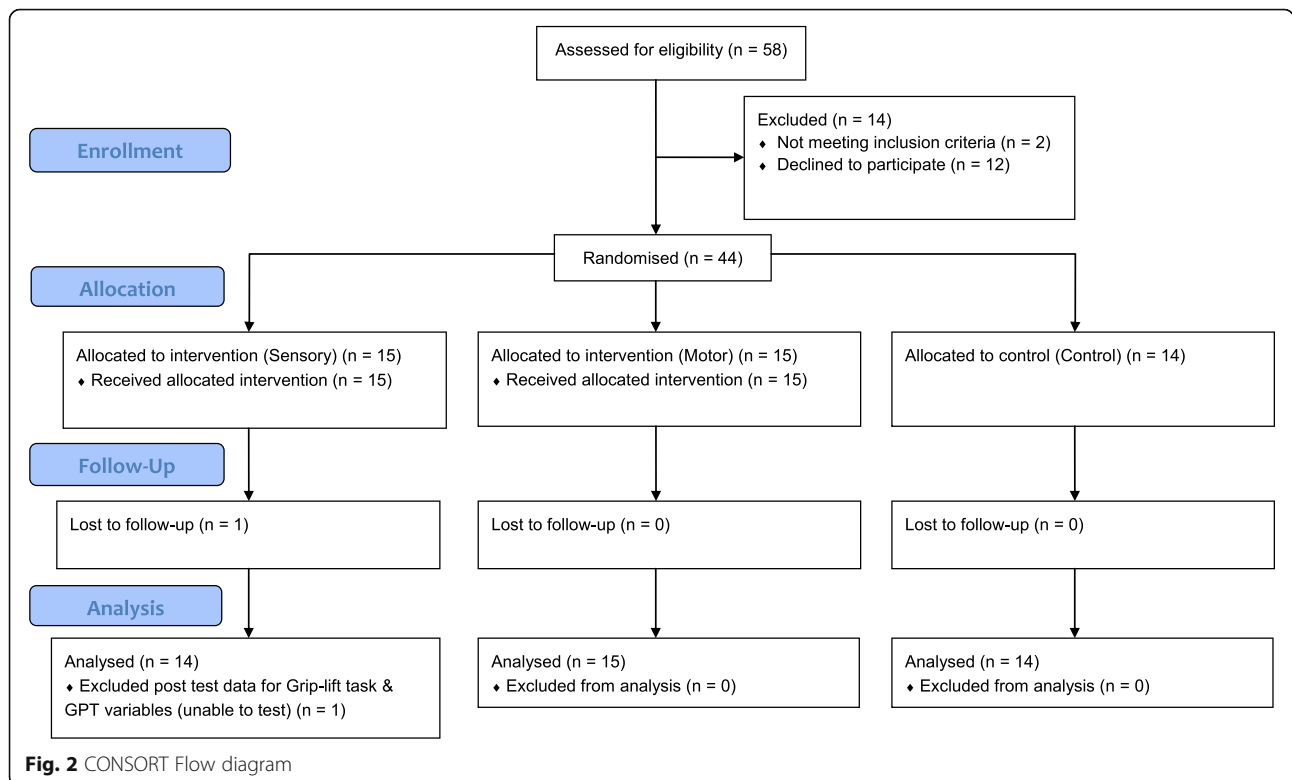 Assessed for eligibility (n = 58)
Enrollment
Excluded (n = 14)
♦ Not meeting inclusion criteria (n = 2)
♦ Declined to participate (n = 12)
Randomised (n = 44)
Allocation
Allocated to intervention (Sensory) (n = 15)
♦ Received allocated intervention (n = 15)
Allocated to intervention (Motor) (n = 15)
♦ Received allocated intervention (n = 15)
Allocated to control (Control) (n = 14)
Follow-Up
Lost to follow-up (n = 1)
Lost to follow-up (n = 0)
Lost to follow-up (n = 0)
Analysis
Analysed (n = 14)
♦ Excluded post test data for Grip-lift task &
GPT variables (unable to test) (n = 1)
Analysed (n = 15)
♦ Excluded from analysis (n = 0)
Analysed (n = 14)
♦ Excluded from analysis (n = 0)
Fig. 2 CONSORT Flow diagram